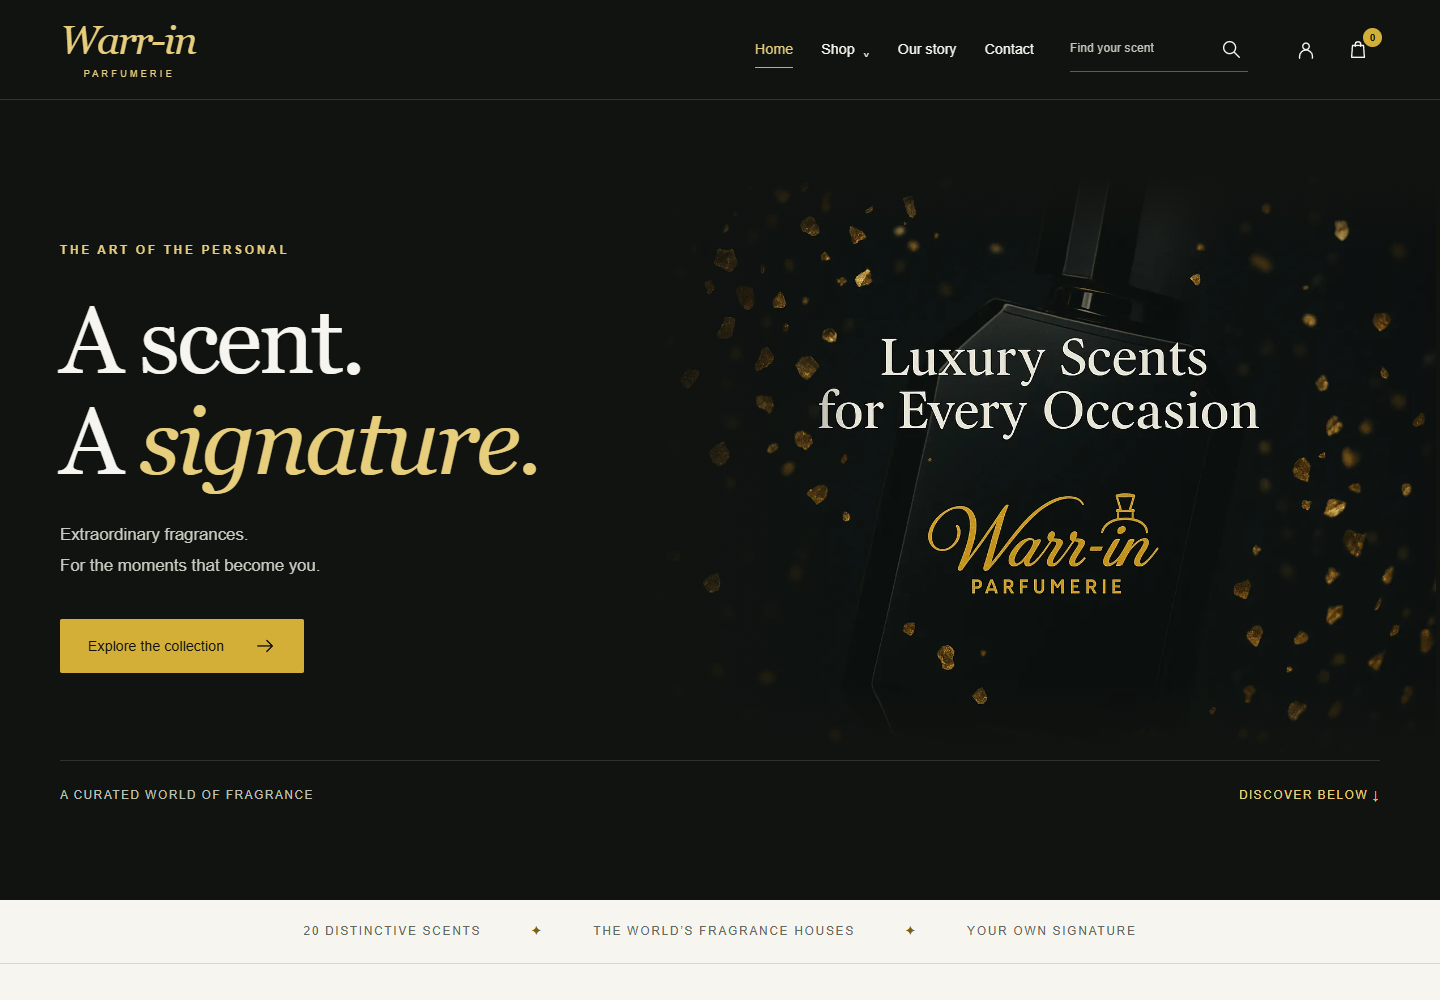 Warr-in
PARFUMERIE
Home
Shop
Our story
Contact
Find your scent
0
THE ART OF THE PERSONAL
A scent.
A signature.
Extraordinary fragrances.
For the moments that become you.
Explore the collection →
Luxury Scents
for Every Occasion
Warr-in
PARFUMERIE
A CURATED WORLD OF FRAGRANCE
DISCOVER BELOW ↓
20 DISTINCTIVE SCENTS ✦ THE WORLD’S FRAGRANCE HOUSES ✦ YOUR OWN SIGNATURE